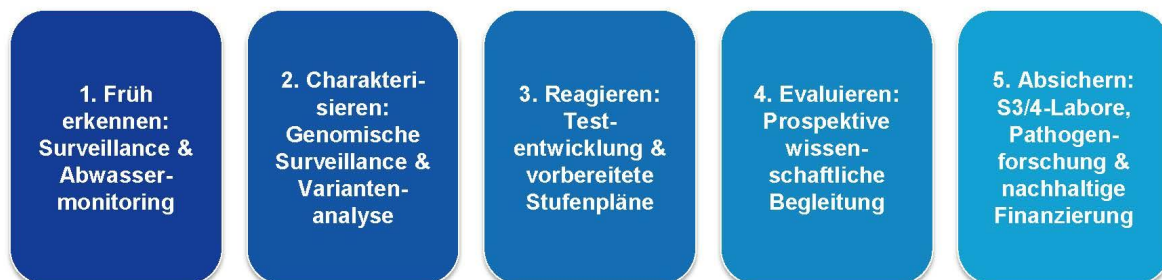 1. Früh
erkennen:
Surveillance &
Abwasser-
monitoring
2. Charakteri-
sieren:
Genomische
Surveillance &
Varianten-
analyse
3. Reagieren:
Test-
entwicklung &
vorbereitete
Stufenpläne
4. Evaluieren:
Prospektive
wissen-
schaftliche
Begleitung
5. Absichern:
S3/4-Labore,
Pathogen-
forschung &
nachhaltige
Finanzierung